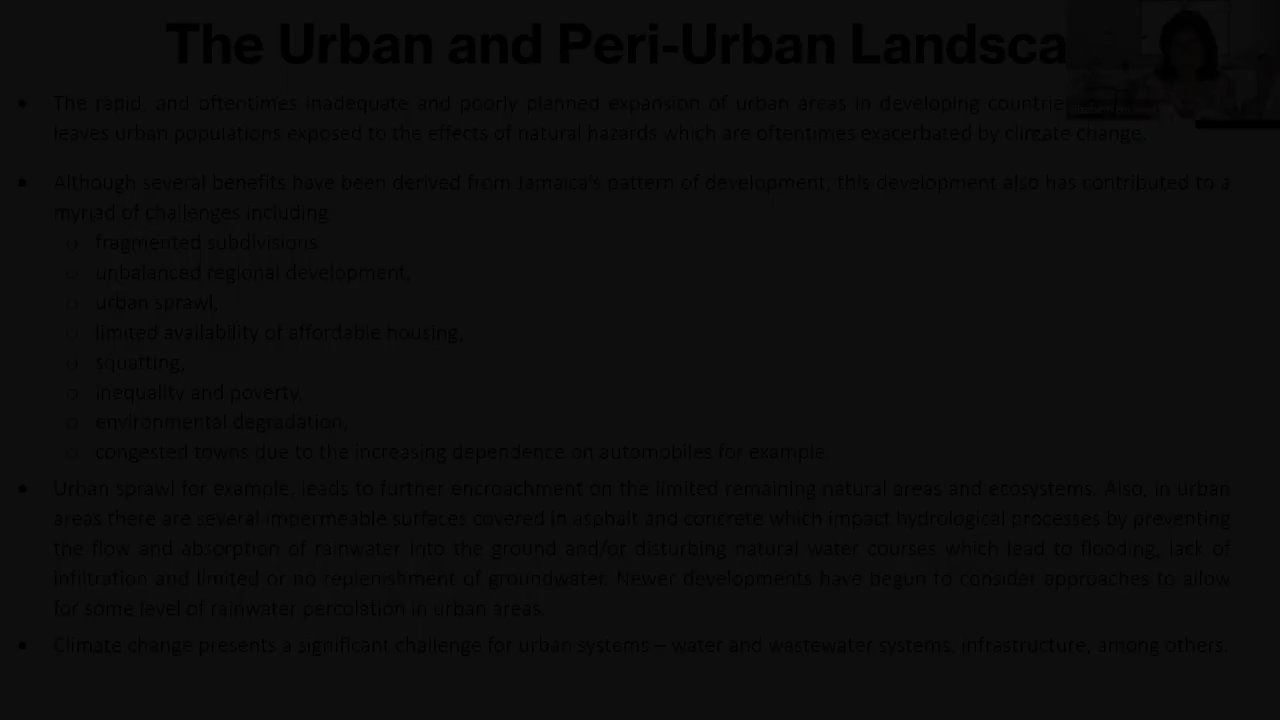 The Urban and Peri-Urban Landsca
• The rapid, and oftentimes inadequate and poorly planned expansion of urban areas in developing countrie
leaves urban populations exposed to the effects of natural hazards which are oftentimes exacerbated by climate change.
• Although several benefits have been derived from Jamaica's pattern of development, this development also has contributed to a
myriad of challenges including
o fragmented subdivisions
o unbalanced regional development,
o urban sprawl,
o limited availability of affordable housing,
o squatting,
o inequality and poverty,
o environmental degradation,
o congested towns due to the increasing dependence on automobiles for example.
• Urban sprawl for example, leads to further encroachment on the limited remaining natural areas and ecosystems. Also, in urban
areas there are several impermeable surfaces covered in asphalt and concrete which impact hydrological processes by preventing
the flow and absorption of rainwater into the ground and/or disturbing natural water courses which lead to flooding, lack of
infiltration and limited or no replenishment of groundwater. Newer developments have begun to consider approaches to allow
for some level of rainwater percolation in urban areas.
• Climate change presents a significant challenge for urban systems – water and wastewater systems, infrastructure, among others.